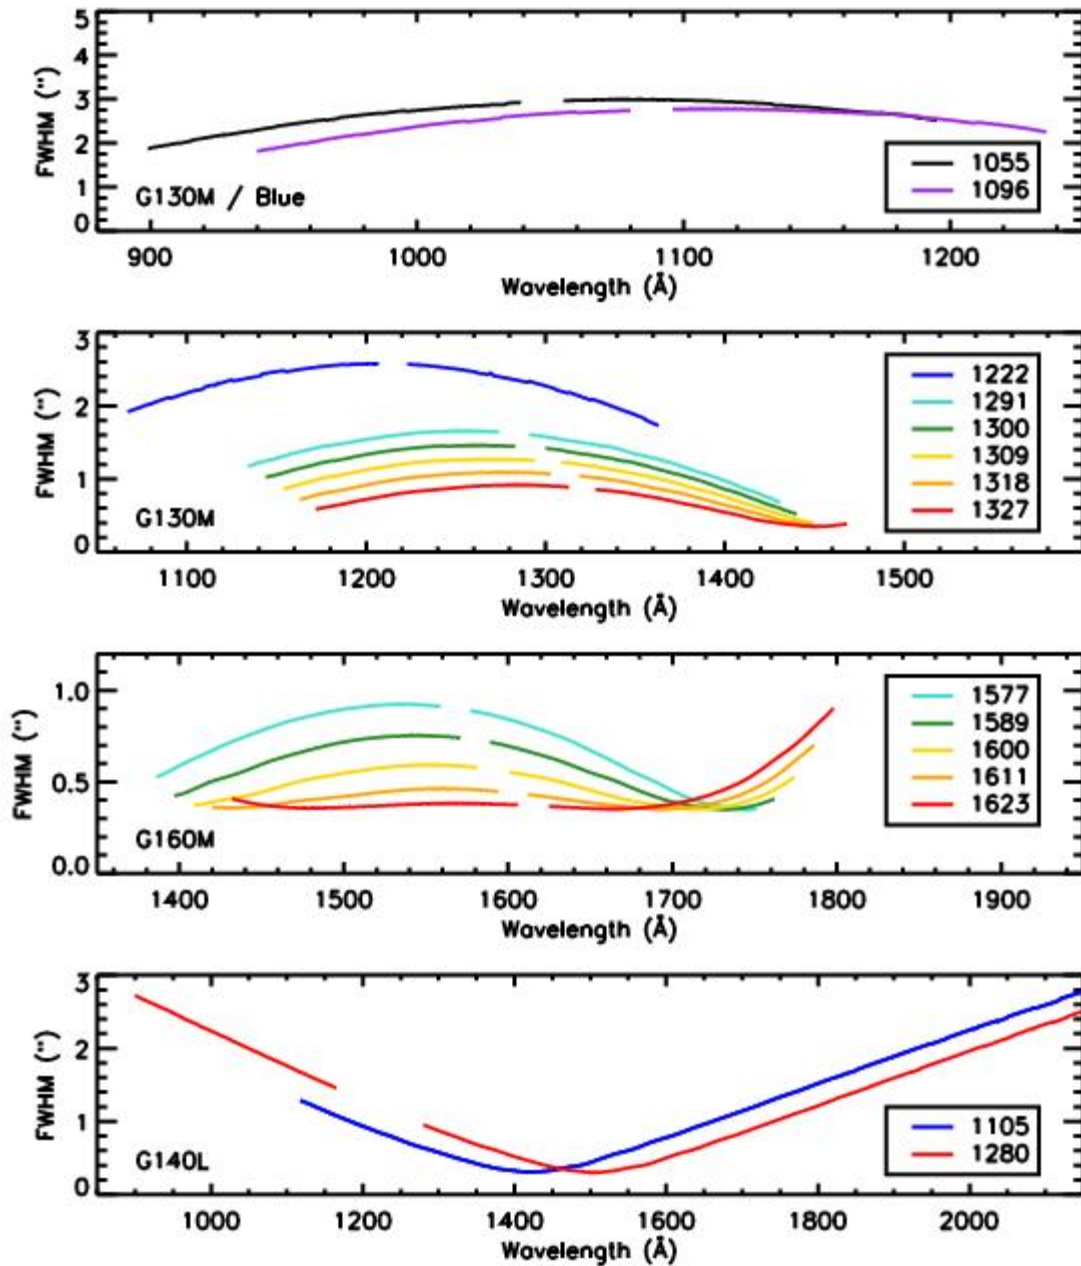 5
4
3
2
1
0
FWHM (")
G130M / Blue
1055
1096
900 1000 1100 1200
Wavelength (Å)
3
2
1
0
FWHM (")
G130M
1222
1291
1300
1309
1318
1327
1100 1200 1300 1400 1500
Wavelength (Å)
1.0
0.5
0.0
FWHM (")
G160M
1577
1589
1600
1611
1623
1400 1500 1600 1700 1800 1900
Wavelength (Å)
3
2
1
0
FWHM (")
G140L
1105
1280
1000 1200 1400 1600 1800 2000
Wavelength (Å)